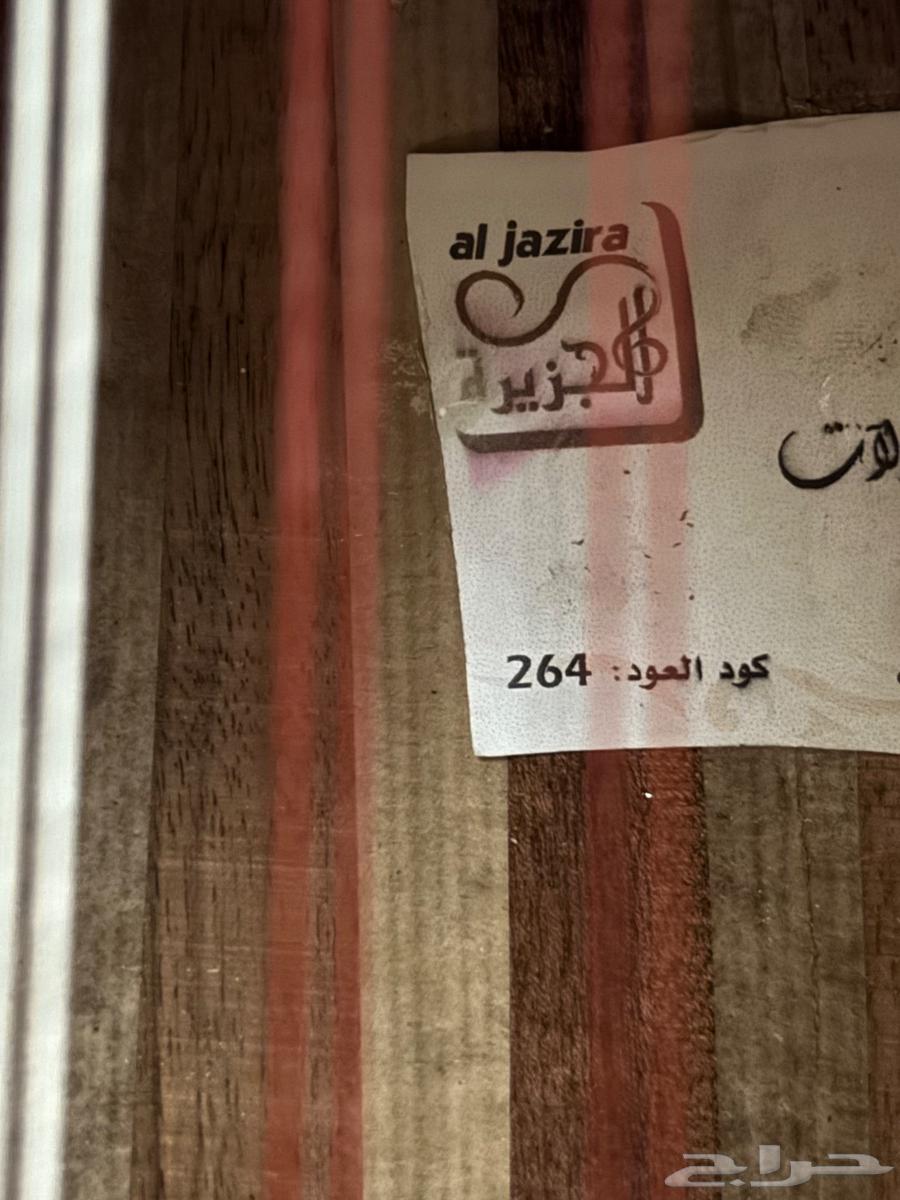 al jazira
الجزيرة
كود العود: 264
حراج